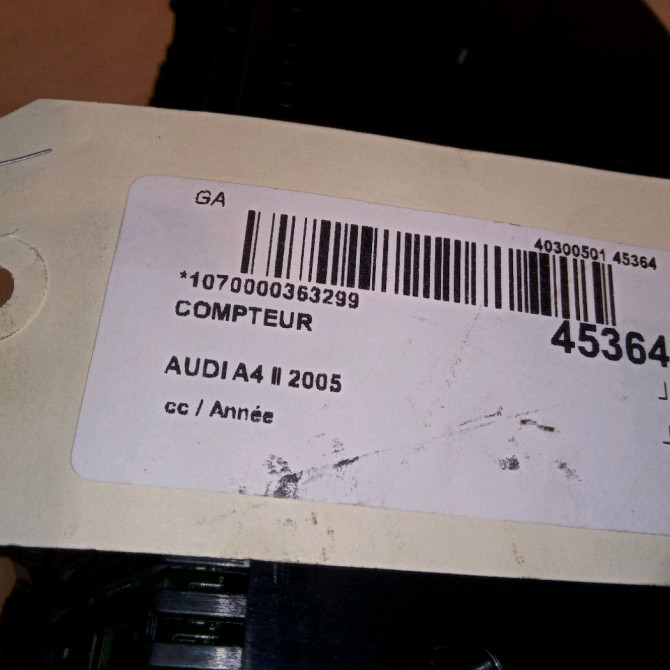 GA
40300501 45364
*1070000363299
COMPTEUR
45364
AUDI A4 II 2005
cc / Année